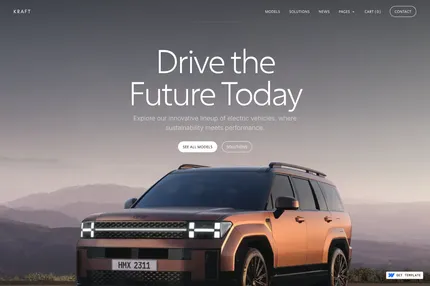 KRAFT
MODELS SOLUTIONS NEWS PAGES CART (0) CONTACT
Drive the
Future Today
Explore our innovative lineup of electric vehicles, where
sustainability meets performance.
SEE ALL MODELS SOLUTIONS
HMX 2311
GET TEMPLATE